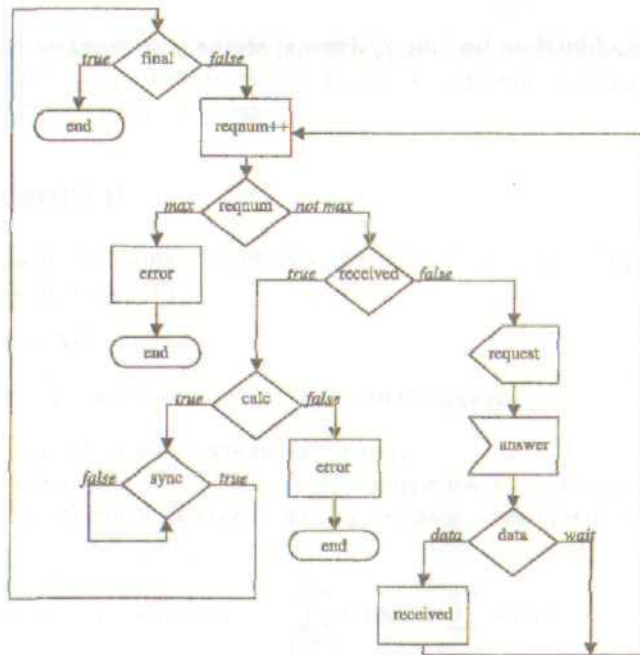 final
true
false
end
reqnum++
max
reqnum
not max
error
true
received
false
end
request
true
calc
false
answer
error
false
sync
true
end
data
data
wait
received